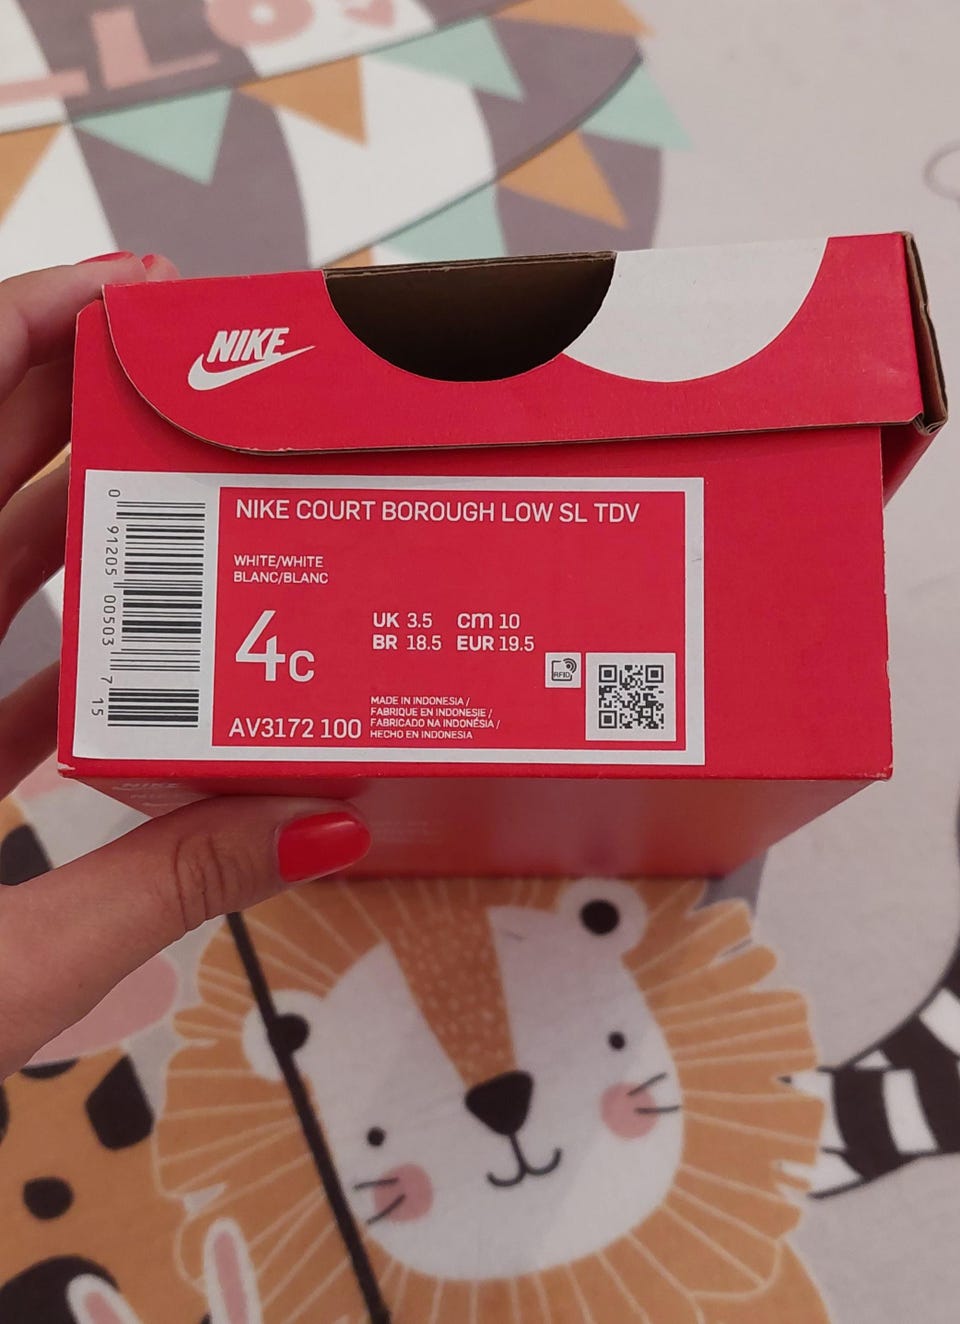 LLO
NIKE
NIKE COURT BOROUGH LOW SL TDV
WHITE/WHITE
BLANC/BLANC
4C
UK 3.5 cm 10
BR 18.5 EUR 19.5
RFID
AV3172 100
MADE IN INDONESIA /
FABRIQUE EN INDONESIE /
FABRICADO NA INDONÉSIA /
HECHO EN INDONESIA
0 91205 00503 7 15
NIKE